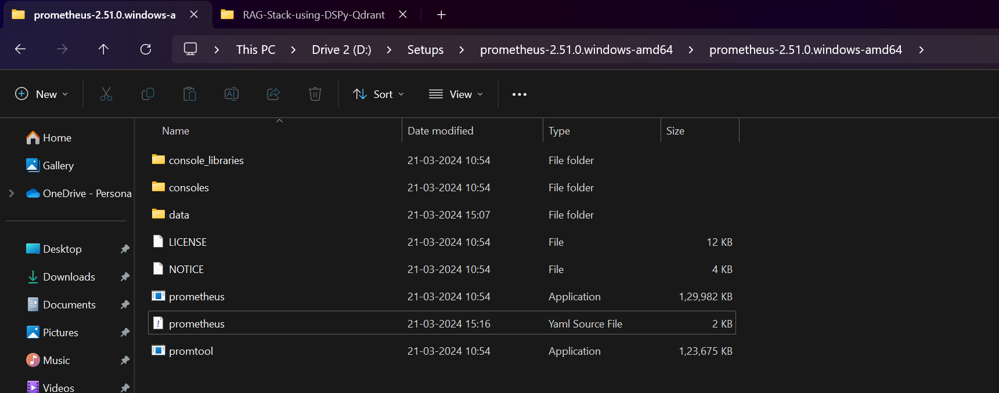 prometheus-2.51.0.windows-a RAG-Stack-using-DSPy-Qdrant
This PC Drive 2 (D:) Setups prometheus-2.51.0.windows-amd64 prometheus-2.51.0.windows-amd64
New Sort View
Home
Gallery
OneDrive - Persona
Desktop
Downloads
Documents
Pictures
Music
Videos
Name Date modified Type Size
console_libraries 21-03-2024 10:54 File folder
consoles 21-03-2024 10:54 File folder
data 21-03-2024 15:07 File folder
LICENSE 21-03-2024 10:54 File 12 KB
NOTICE 21-03-2024 10:54 File 4 KB
prometheus 21-03-2024 10:54 Application 1,29,982 KB
prometheus 21-03-2024 15:16 Yaml Source File 2 KB
promtool 21-03-2024 10:54 Application 1,23,675 KB